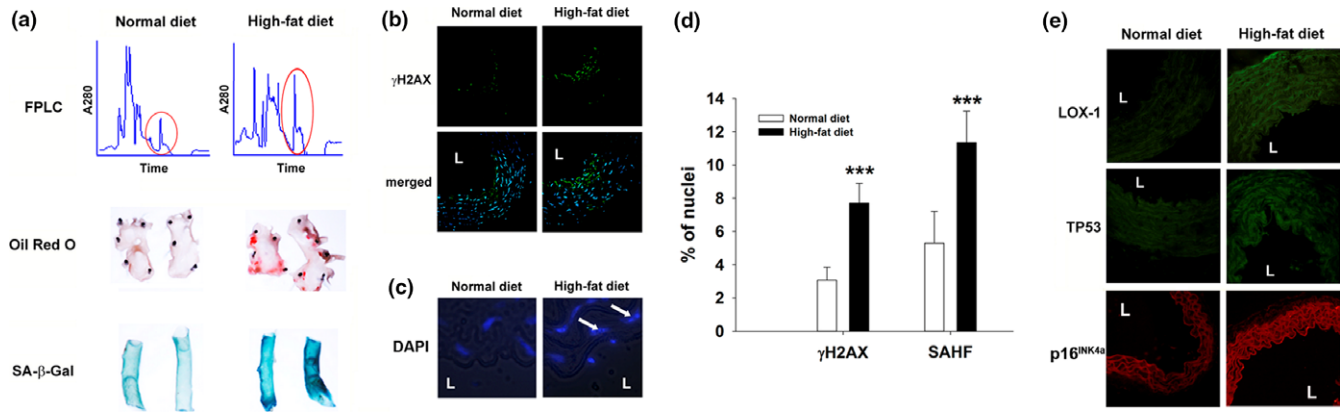 (a)
Normal diet High-fat diet
FPLC
A280 A280
Time Time
Oil Red O
SA-β-Gal
(b)
Normal diet High-fat diet
γH2AX
merged
L L
(c)
Normal diet High-fat diet
DAPI
L L
(d)
% of nuclei
14
12
10
8
6
4
2
0
Normal diet
High-fat diet
*** ***
γH2AX SAHF
(e)
Normal diet High-fat diet
LOX-1
L L
TP53
L L
p16INK4a
L L